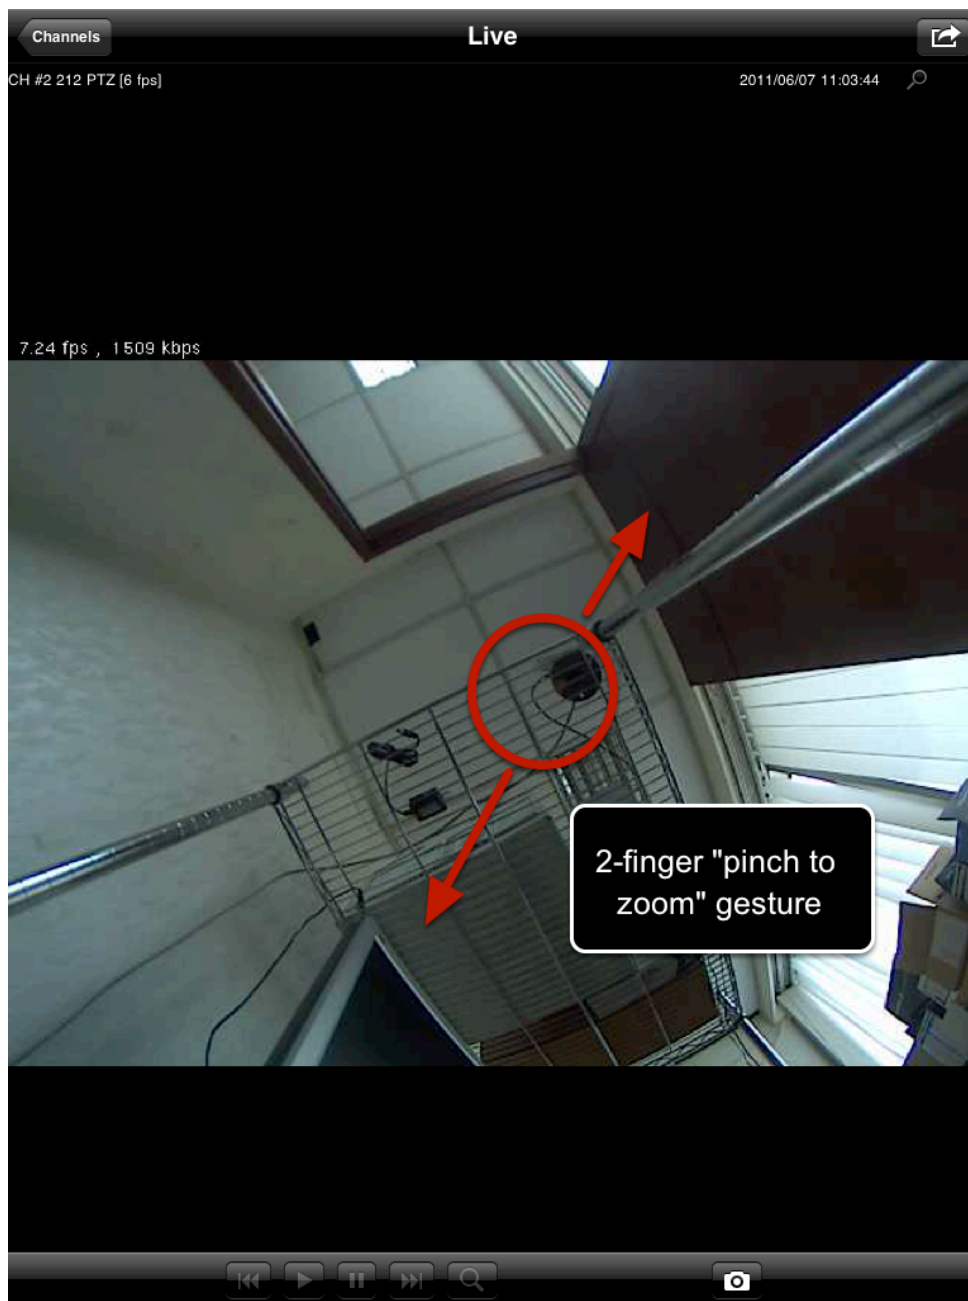 Channels
Live
CH #2 212 PTZ [6 fps]
2011/06/07 11:03:44
7.24 fps , 1509 kbps
2-finger "pinch to
zoom" gesture